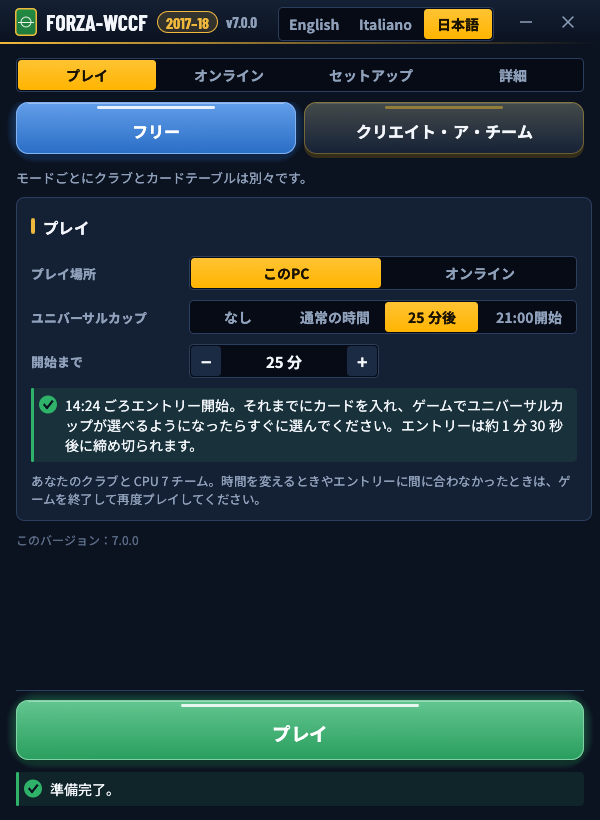 FORZA-WCCF 2017-18 v7.0.0 English Italiano 日本語
プレイ オンライン セットアップ 詳細
フリー クリエイト・ア・チーム
モードごとにクラブとカードテーブルは別々です。
プレイ
プレイ場所 このPC オンライン
ユニバーサルカップ なし 通常の時間 25 分後 21:00開始
開始まで − 25 分 +
14:24 ごろエントリー開始。それまでにカードを入れ、ゲームでユニバーサルカ
ップが選べるようになったらすぐに選んでください。エントリーは約 1 分 30 秒
後に締め切られます。
あなたのクラブと CPU 7 チーム。時間を変えるときやエントリーに間に合わなかったときは、ゲ
ームを終了して再度プレイしてください。
このバージョン：7.0.0
プレイ
準備完了。